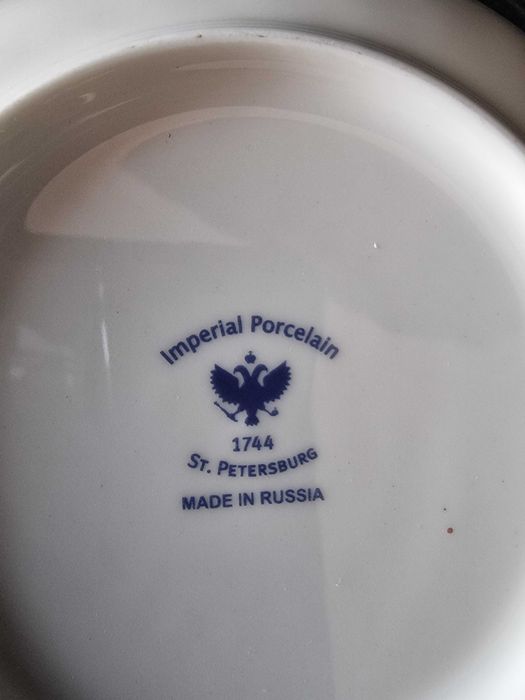 Imperial Porcelain
1744
ST. PETERSBURG
MADE IN RUSSIA